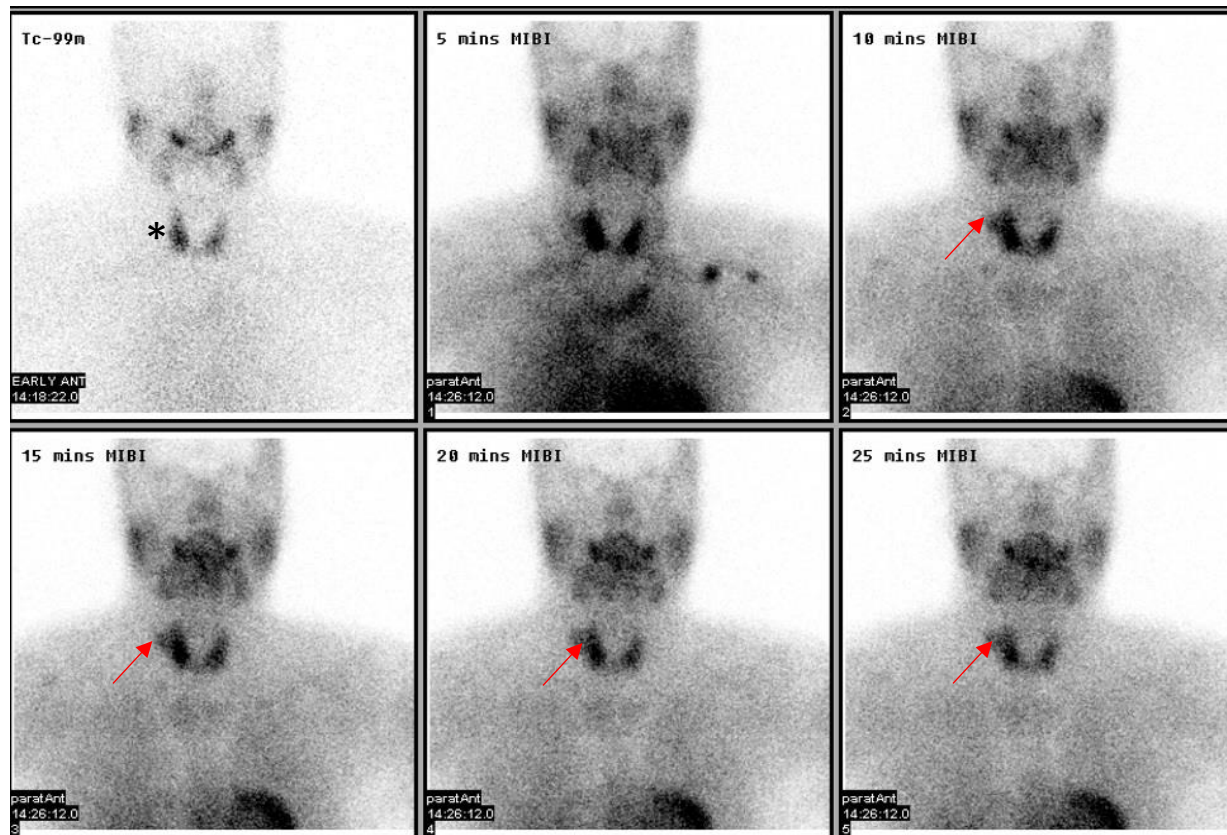 Tc-99m
*
EARLY ANT
14:18:22.0
5 mins MIBI
paratAnt
14:26:12.0
1
10 mins MIBI
paratAnt
14:26:12.0
2
15 mins MIBI
paratAnt
14:26:12.0
3
20 mins MIBI
paratAnt
14:26:12.0
4
25 mins MIBI
paratAnt
14:26:12.0
5